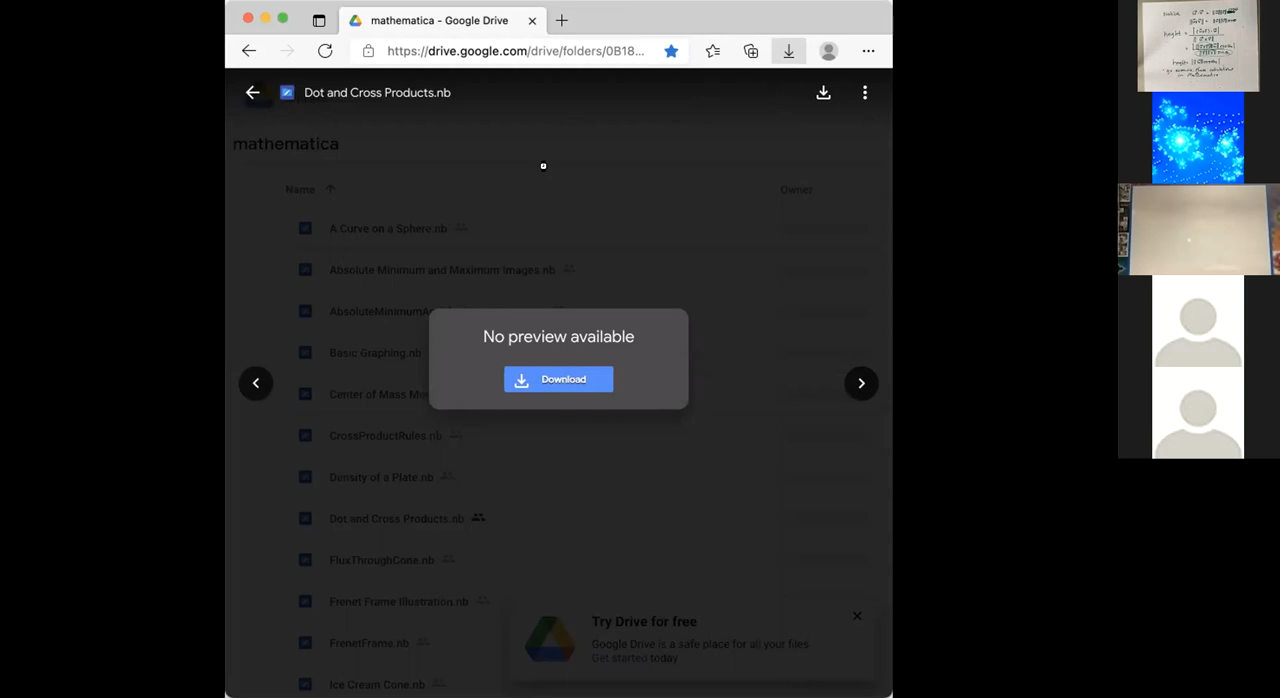 mathematica - Google Drive
https://drive.google.com/drive/folders/0B18...
Dot and Cross Products.nb
mathematica
Name
Owner
A Curve on a Sphere.nb
Absolute Minimum and Maximum Images.nb
No preview available
Basic Graphing.nb
Download
Center of Mass
CrossProductRules.nb
Density of a Plate.nb
Dot and Cross Products.nb
FluxThroughCone.nb
Frenet Frame Illustration.nb
Try Drive for free
FrenetFrame.nb
Google Drive is a safe place for all your files
Get started today
Ice Cream Cone.nb
height